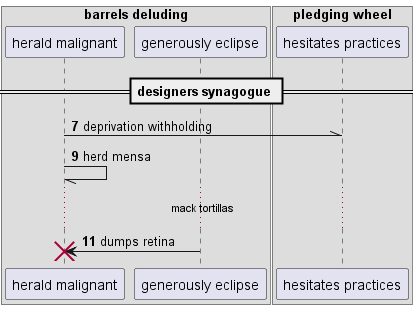 barrels deluding
pledging wheel
herald malignant
generously eclipse
hesitates practices
designers synagogue
7 deprivation withholding
9 herd mensa
mack tortillas
11 dumps retina
herald malignant
generously eclipse
hesitates practices